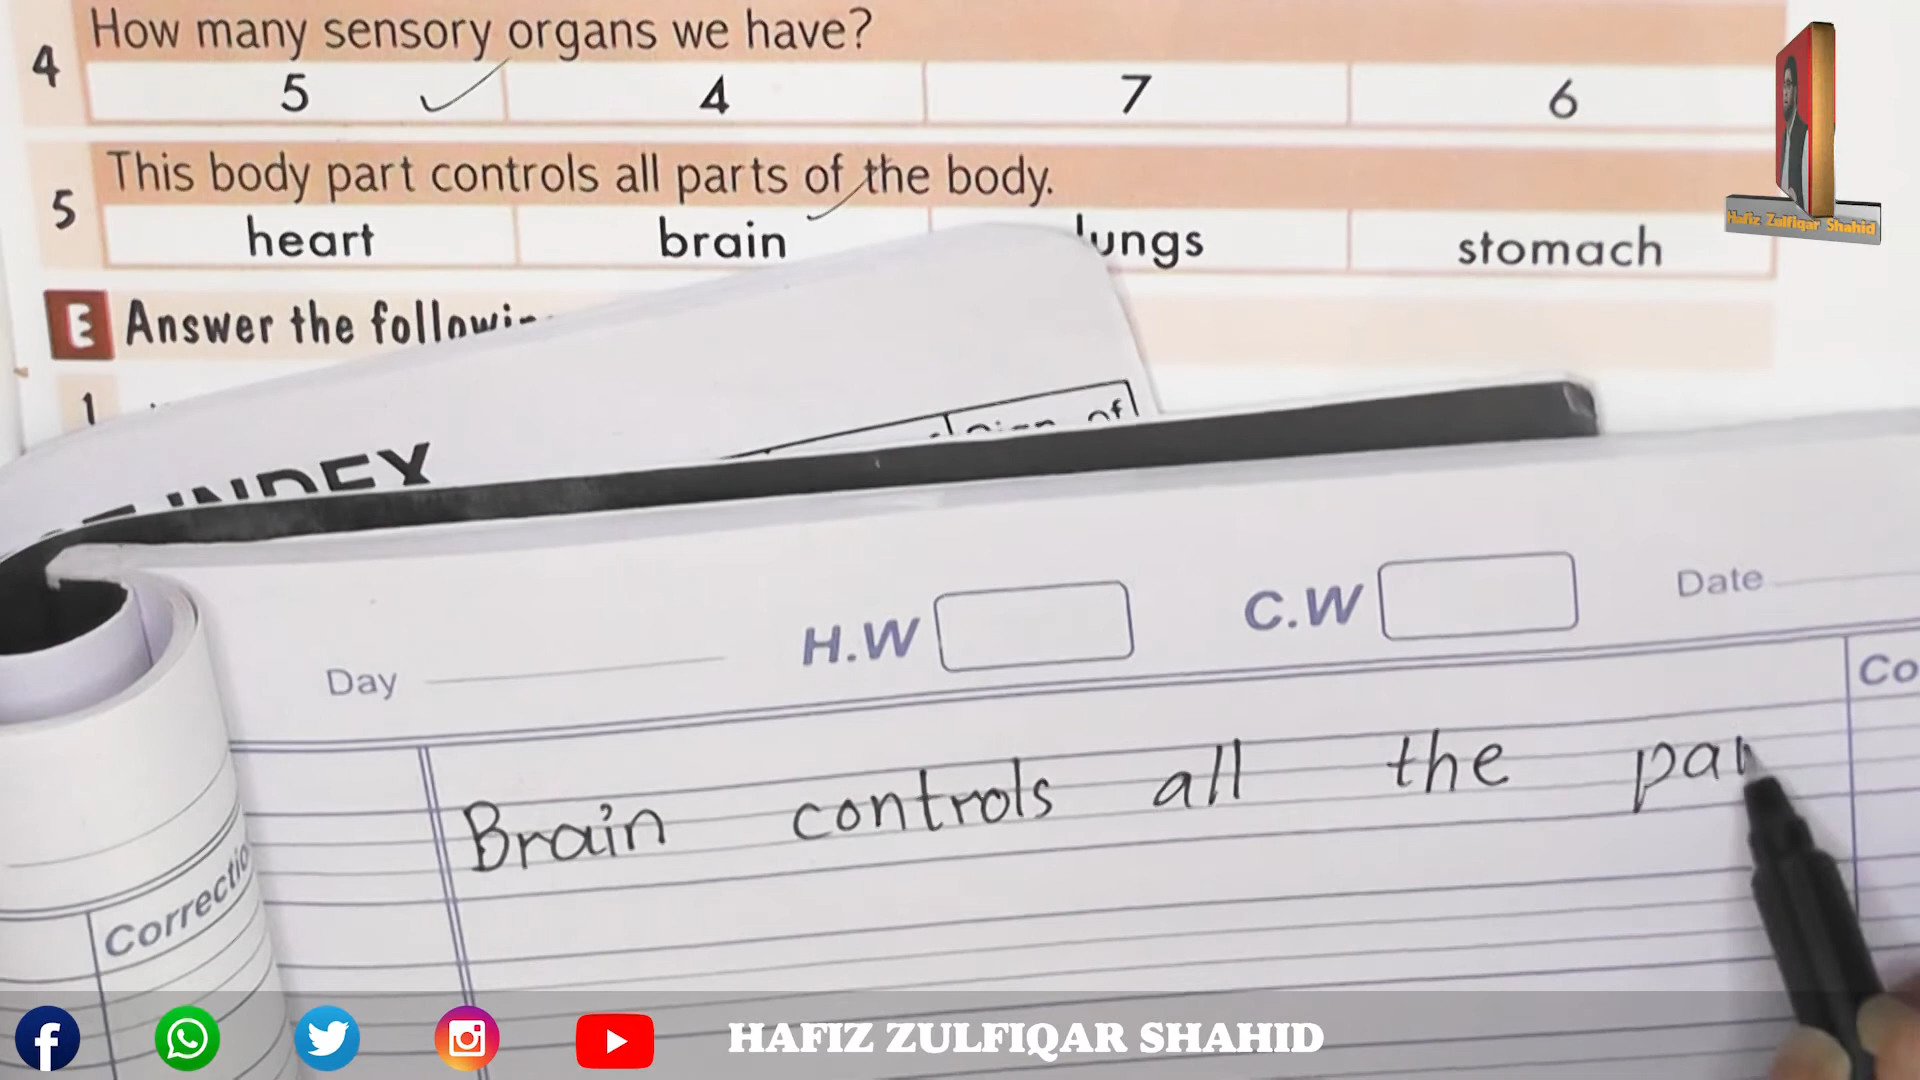 How many sensory organs we have?
4
5 4 7 6
This body part controls all parts of the body.
5
heart brain lungs stomach
E Answer the
1
INDEX
of
Hafiz Zulfiqar Shahid
Day H.W C.W Date
Brain controls all the
HAFIZ ZULFIQAR SHAHID